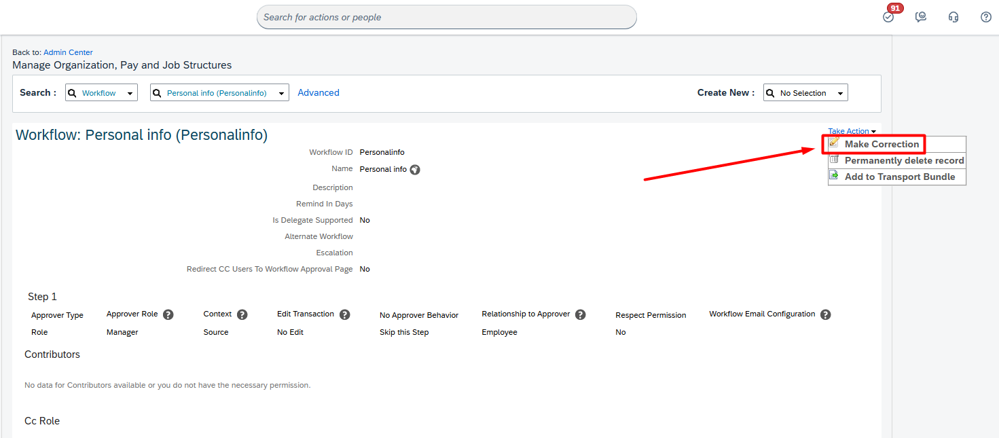 91
Search for actions or people
Back to: Admin Center
Manage Organization, Pay and Job Structures
Search : Workflow Personal info (Personalinfo) Advanced Create New : No Selection
Workflow: Personal info (Personalinfo) Take Action
Make Correction
Permanently delete record
Add to Transport Bundle
Workflow ID Personalinfo
Name Personal info
Description
Remind In Days
Is Delegate Supported No
Alternate Workflow
Escalation
Redirect CC Users To Workflow Approval Page No
Step 1
Approver Type Approver Role ? Context ? Edit Transaction ? No Approver Behavior Relationship to Approver ? Respect Permission Workflow Email Configuration ?
Role Manager Source No Edit Skip this Step Employee No
Contributors
No data for Contributors available or you do not have the necessary permission.
Cc Role